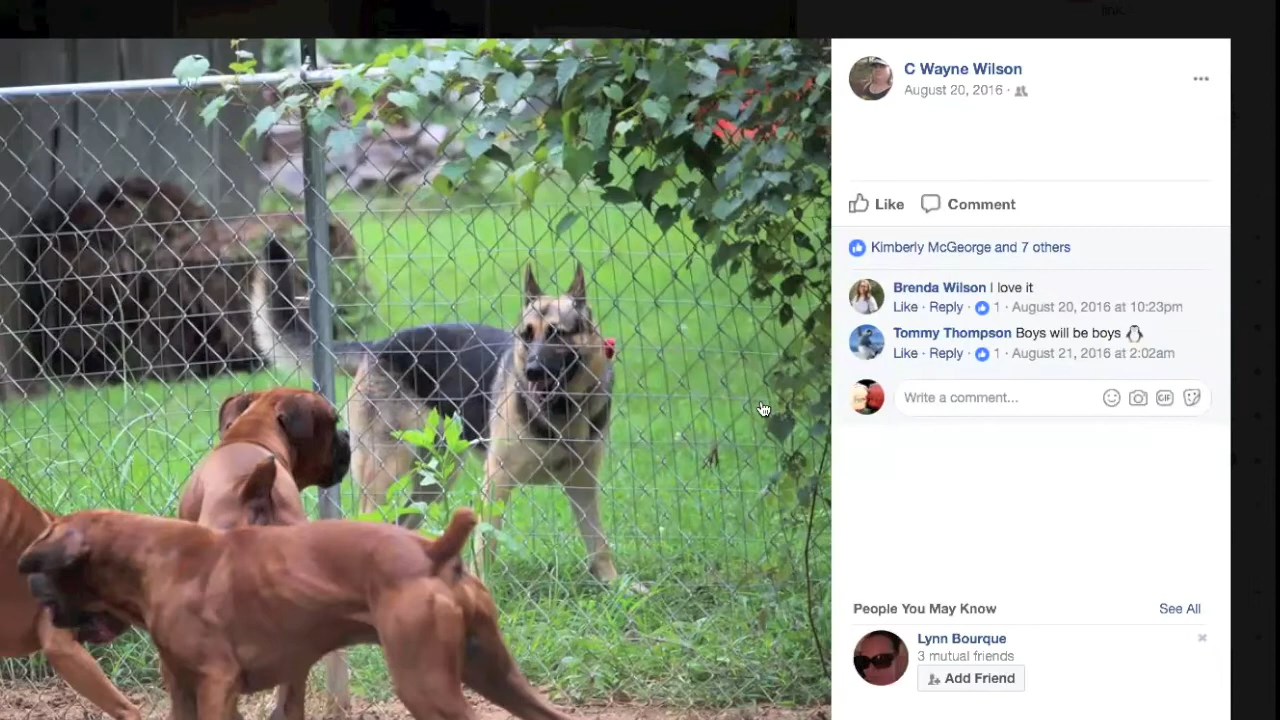 link.
C Wayne Wilson
August 20, 2016 ·
Like Comment
Kimberly McGeorge and 7 others
Brenda Wilson I love it
Like · Reply · 1 · August 20, 2016 at 10:23pm
Tommy Thompson Boys will be boys 🐧
Like · Reply · 1 · August 21, 2016 at 2:02am
Write a comment... GIF
People You May Know See All
Lynn Bourque
3 mutual friends
Add Friend